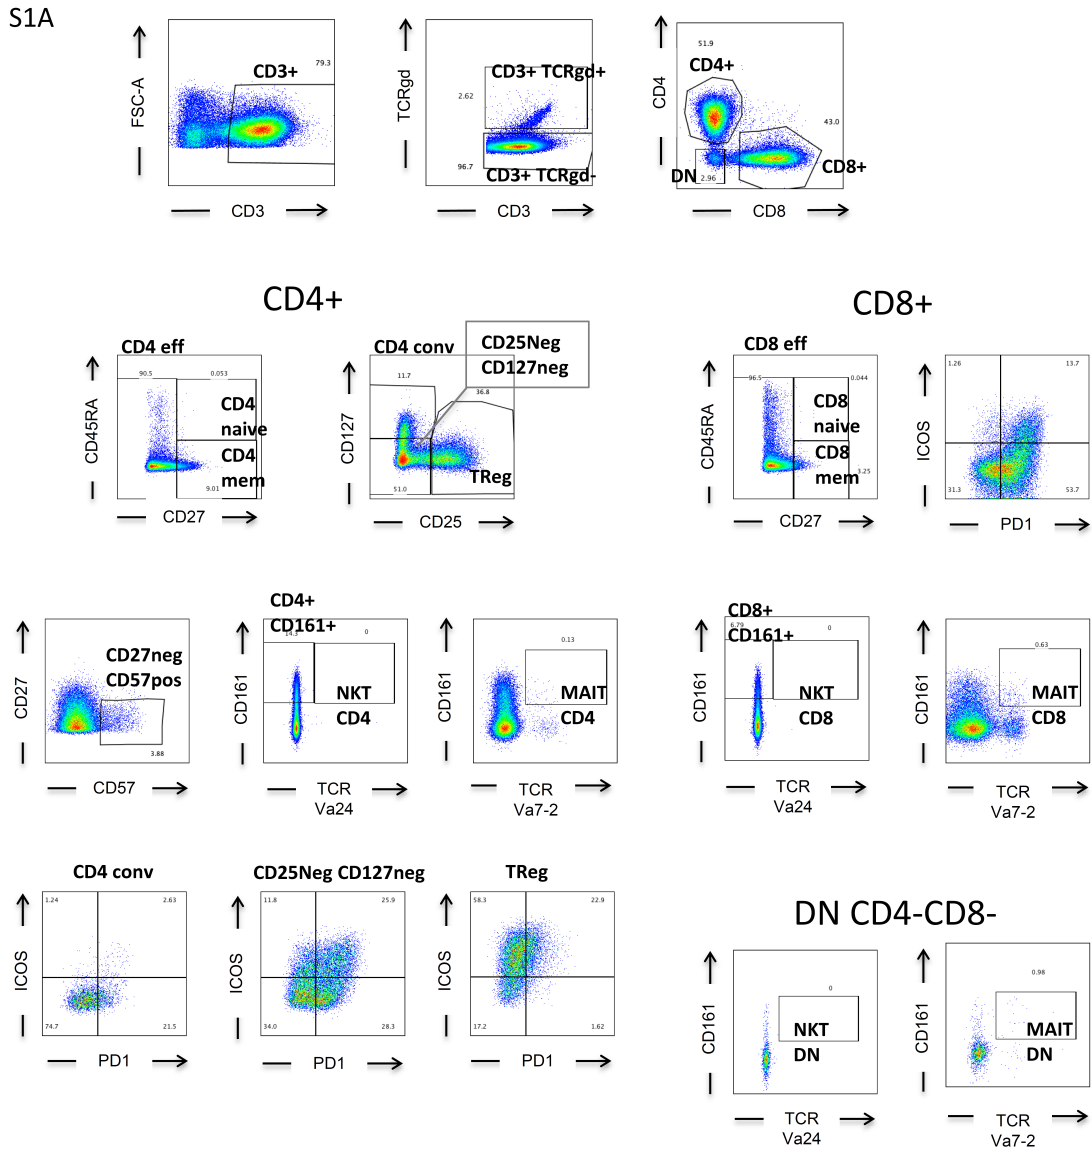 S1A
79.3
CD3+
FSC-A
CD3
CD3+ TCRgd+
2.62
TCRgd
96.7
CD3+ TCRgd-
CD3
51.9
CD4+
CD4
43.0
DN
2.96
CD8+
CD8
CD4+
CD8+
CD4 eff
90.5
0.053
CD4
naive
CD4
mem
9.01
CD45RA
CD27
CD4 conv
CD25Neg
CD127neg
11.7
36.8
CD127
TReg
51.0
CD25
CD8 eff
96.5
0.044
CD8
naive
CD8
mem
3.25
CD45RA
CD27
1.26
13.7
ICOS
31.3
53.7
PD1
CD27neg
CD57pos
CD27
3.88
CD57
CD4+
CD161+
14.3
0
CD161
NKT
CD4
TCR
Va24
0.13
CD161
MAIT
CD4
TCR
Va7-2
CD8+
6.79
CD161+
0
CD161
NKT
CD8
TCR
Va24
0.63
CD161
MAIT
CD8
TCR
Va7-2
CD4 conv
1.24
2.63
ICOS
74.7
21.5
PD1
CD25Neg CD127neg
11.8
25.9
ICOS
34.0
28.3
PD1
TReg
58.3
22.9
ICOS
17.2
1.62
PD1
DN CD4-CD8-
0
CD161
NKT
DN
TCR
Va24
0.98
CD161
MAIT
DN
TCR
Va7-2